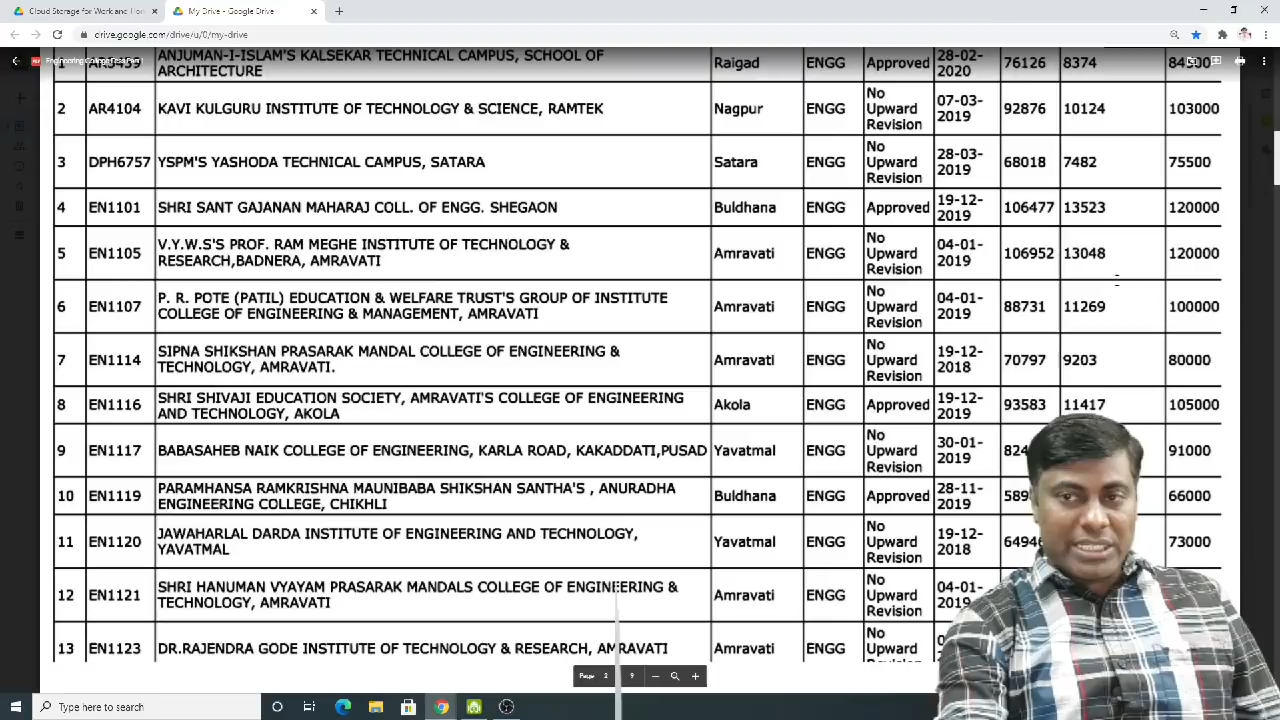 Cloud Storage for Work and Hom
My Drive - Google Drive
drive.google.com/drive/u/0/my-drive
1 AR0439 ANJUMAN-I-ISLAM'S KALSEKAR TECHNICAL CAMPUS, SCHOOL OF ARCHITECTURE Raigad ENGG Approved 28-02-2020 76126 8374
2 AR4104 KAVI KULGURU INSTITUTE OF TECHNOLOGY & SCIENCE, RAMTEK Nagpur ENGG No Upward Revision 07-03-2019 92876 10124 103000
3 DPH6757 YSPM'S YASHODA TECHNICAL CAMPUS, SATARA Satara ENGG No Upward Revision 28-03-2019 68018 7482 75500
4 EN1101 SHRI SANT GAJANAN MAHARAJ COLL. OF ENGG. SHEGAON Buldhana ENGG Approved 19-12-2019 106477 13523 120000
5 EN1105 V.Y.W.S'S PROF. RAM MEGHE INSTITUTE OF TECHNOLOGY & RESEARCH,BADNERA, AMRAVATI Amravati ENGG No Upward Revision 04-01-2019 106952 13048 120000
6 EN1107 P. R. POTE (PATIL) EDUCATION & WELFARE TRUST'S GROUP OF INSTITUTE COLLEGE OF ENGINEERING & MANAGEMENT, AMRAVATI Amravati ENGG No Upward Revision 04-01-2019 88731 11269 100000
7 EN1114 SIPNA SHIKSHAN PRASARAK MANDAL COLLEGE OF ENGINEERING & TECHNOLOGY, AMRAVATI. Amravati ENGG No Upward Revision 19-12-2018 70797 9203 80000
8 EN1116 SHRI SHIVAJI EDUCATION SOCIETY, AMRAVATI'S COLLEGE OF ENGINEERING AND TECHNOLOGY, AKOLA Akola ENGG Approved 19-12-2019 93583 11417 105000
9 EN1117 BABASAHEB NAIK COLLEGE OF ENGINEERING, KARLA ROAD, KAKADDATI,PUSAD Yavatmal ENGG No Upward Revision 30-01-2019 91000
10 EN1119 PARAMHANSA RAMKRISHNA MAUNIBABA SHIKSHAN SANTHA'S , ANURADHA ENGINEERING COLLEGE, CHIKHLI Buldhana ENGG Approved 28-11-2019 66000
11 EN1120 JAWAHARLAL DARDA INSTITUTE OF ENGINEERING AND TECHNOLOGY, YAVATMAL Yavatmal ENGG No Upward Revision 19-12-2018 73000
12 EN1121 SHRI HANUMAN VYAYAM PRASARAK MANDALS COLLEGE OF ENGINEERING & TECHNOLOGY, AMRAVATI Amravati ENGG No Upward Revision 04-01-2019
13 EN1123 DR.RAJENDRA GODE INSTITUTE OF TECHNOLOGY & RESEARCH, AMRAVATI Amravati ENGG No Upward
Page 2 9
Type here to search